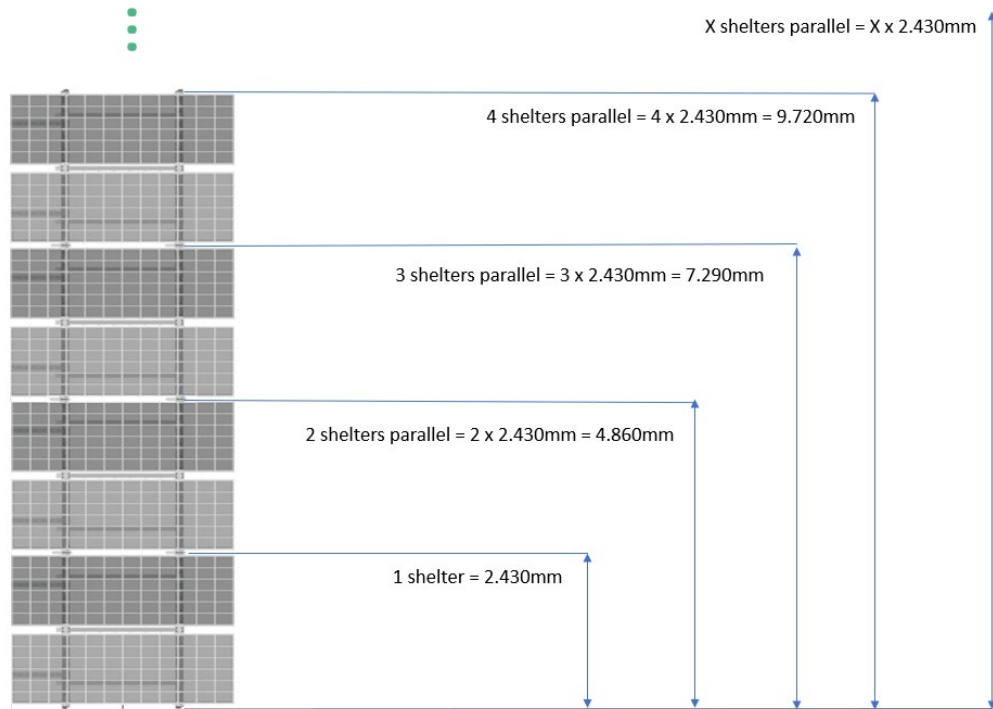 X shelters parallel = X x 2.430mm
4 shelters parallel = 4 x 2.430mm = 9.720mm
3 shelters parallel = 3 x 2.430mm = 7.290mm
2 shelters parallel = 2 x 2.430mm = 4.860mm
1 shelter = 2.430mm